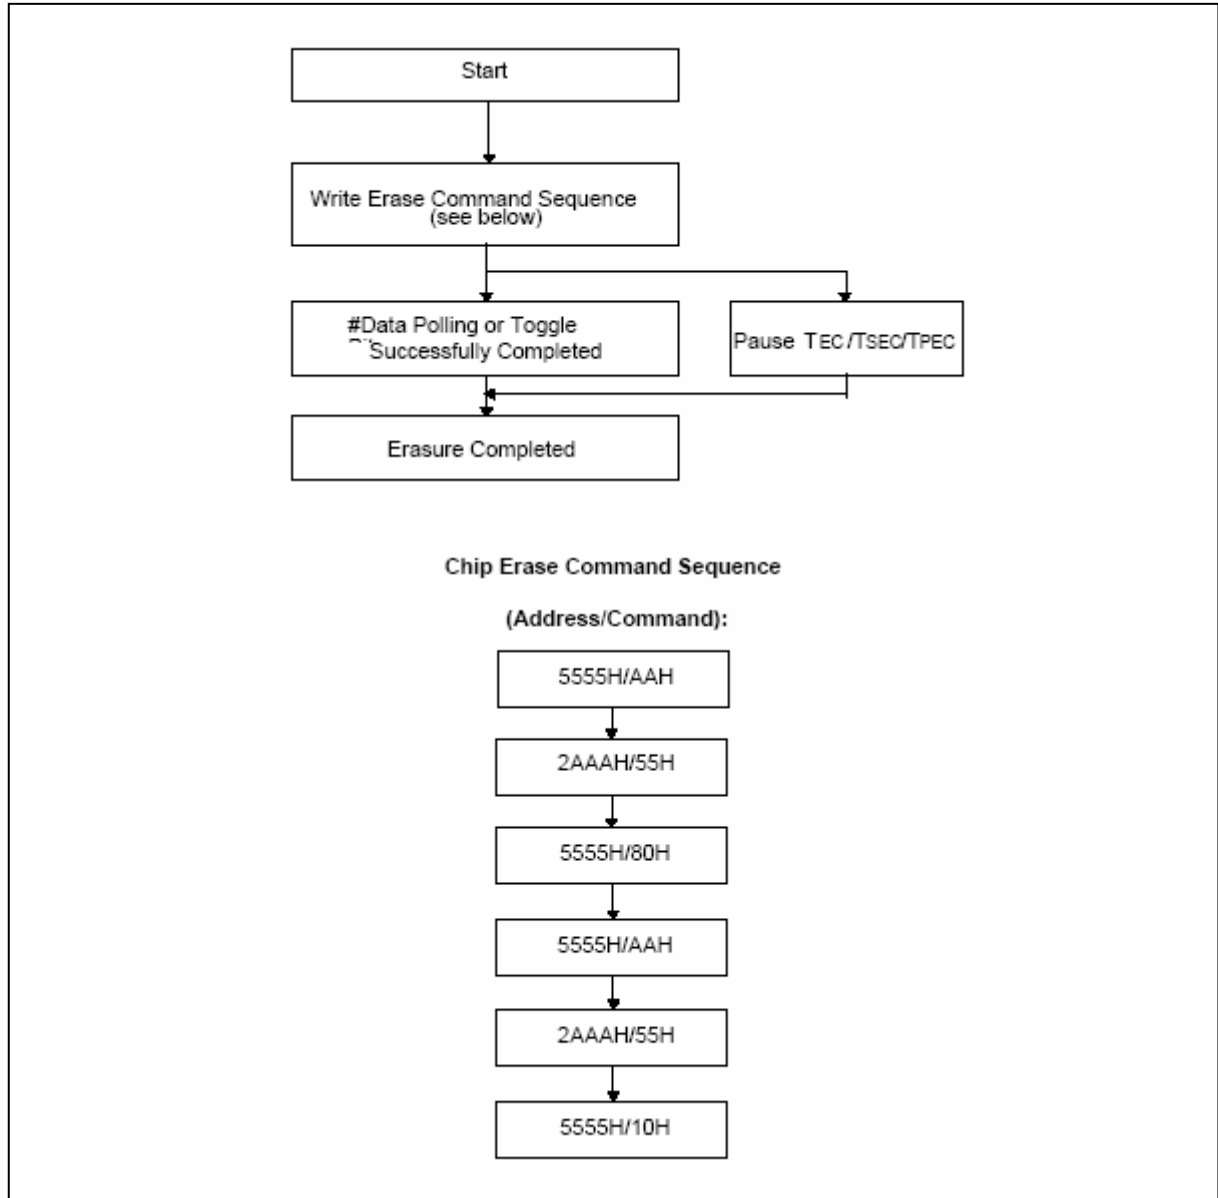 Start
Write Erase Command Sequence
(see below)
#Data Polling or Toggle
Successfully Completed
Pause TEC/TSEC/TPEC
Erasure Completed
Chip Erase Command Sequence
(Address/Command):
5555H/AAH
2AAAH/55H
5555H/80H
5555H/AAH
2AAAH/55H
5555H/10H